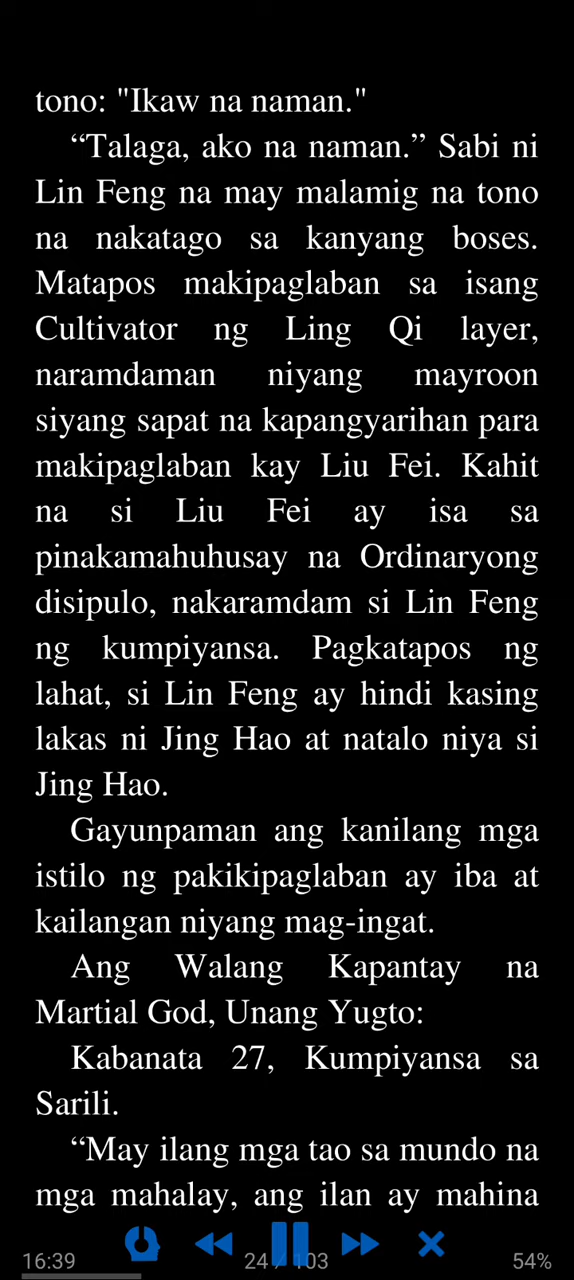 tono: "Ikaw na naman."
“Talaga, ako na naman.” Sabi ni
Lin Feng na may malamig na tono
na nakatago sa kanyang boses.
Matapos makipaglaban sa isang
Cultivator ng Ling Qi layer,
naramdaman niyang mayroon
siyang sapat na kapangyarihan para
makipaglaban kay Liu Fei. Kahit
na si Liu Fei ay isa sa
pinakamahuhusay na Ordinaryong
disipulo, nakaramdam si Lin Feng
ng kumpiyansa. Pagkatapos ng
lahat, si Lin Feng ay hindi kasing
lakas ni Jing Hao at natalo niya si
Jing Hao.
Gayunpaman ang kanilang mga
istilo ng pakikipaglaban ay iba at
kailangan niyang mag-ingat.
Ang Walang Kapantay na
Martial God, Unang Yugto:
Kabanata 27, Kumpiyansa sa
Sarili.
“May ilang mga tao sa mundo na
mga mahalay, ang ilan ay mahina
16:39 24 / 103 54%